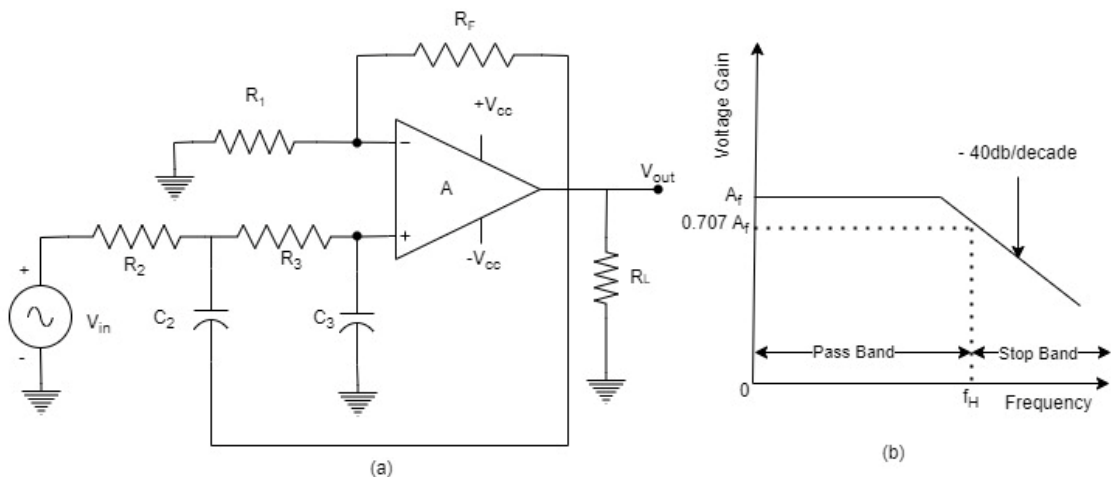 R_F
R_1
+V_cc
A
V_out
-V_cc
R_2
R_3
R_L
+
-
V_in
C_2
C_3
(a)
Voltage Gain
- 40db/decade
A_f
0.707 A_f
Pass Band
Stop Band
0
f_H
Frequency
(b)